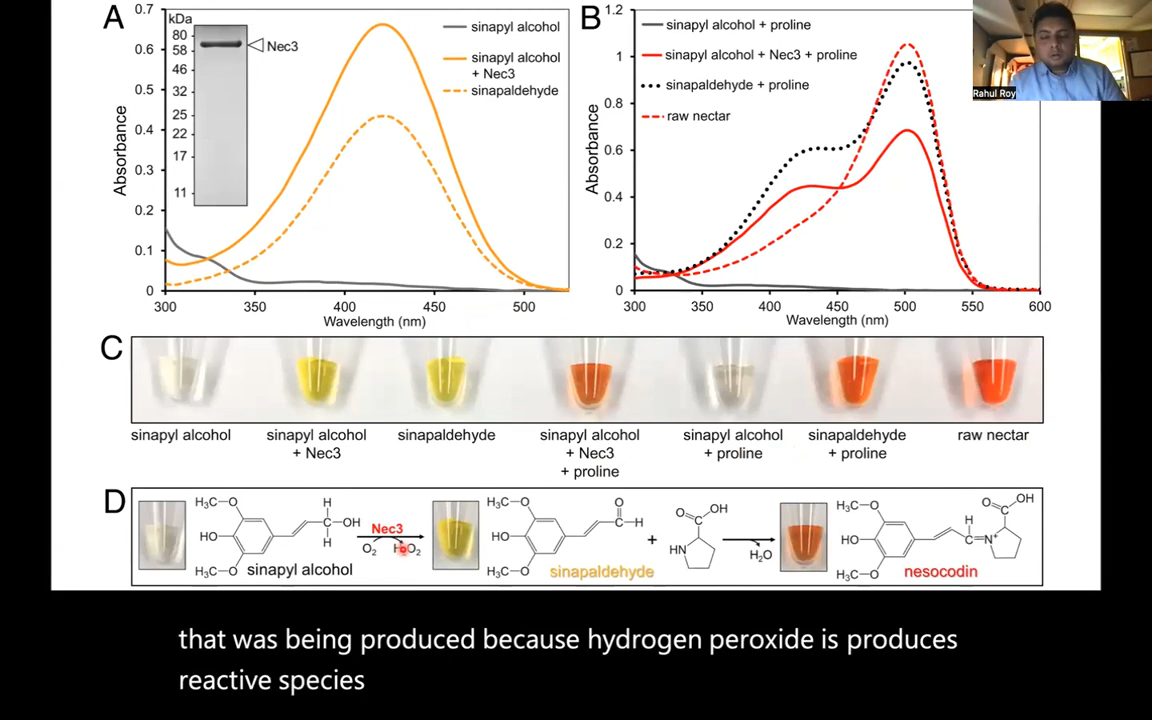 A
0.7
0.6
0.5
0.4
0.3
0.2
0.1
0
Absorbance
kDa
80
58
46
32
25
22
17
11
Nec3
sinapyl alcohol
sinapyl alcohol
+ Nec3
sinapaldehyde
300 350 400 450 500
Wavelength (nm)
B
1.2
1
0.8
0.6
0.4
0.2
0
Absorbance
sinapyl alcohol + proline
sinapyl alcohol + Nec3 + proline
sinapaldehyde + proline
raw nectar
300 350 400 450 500 550 600
Wavelength (nm)
Rahul Roy
C
sinapyl alcohol
sinapyl alcohol
+ Nec3
sinapaldehyde
sinapyl alcohol
+ Nec3
+ proline
sinapyl alcohol
+ proline
sinapaldehyde
+ proline
raw nectar
D
H₃C–O
HO
H₃C–O
H
OH
H
sinapyl alcohol
Nec3
O₂ H₂O₂
H₃C–O
HO
H₃C–O
O
H
sinapaldehyde
+
O OH
HN
H₂O
H₃C–O
HO
H₃C–O
H
N⁺
O OH
nesocodin
that was being produced because hydrogen peroxide is produces
reactive species